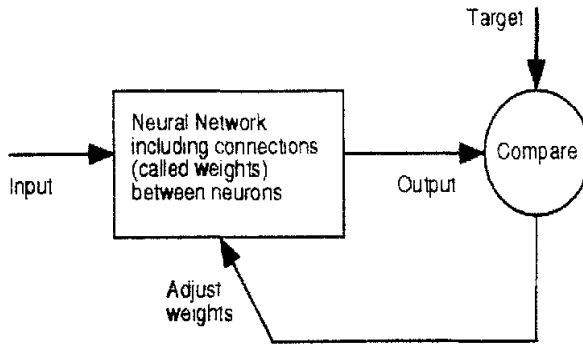 Target
Neural Network
including connections
(called weights)
between neurons
Compare
Input
Output
Adjust
weights